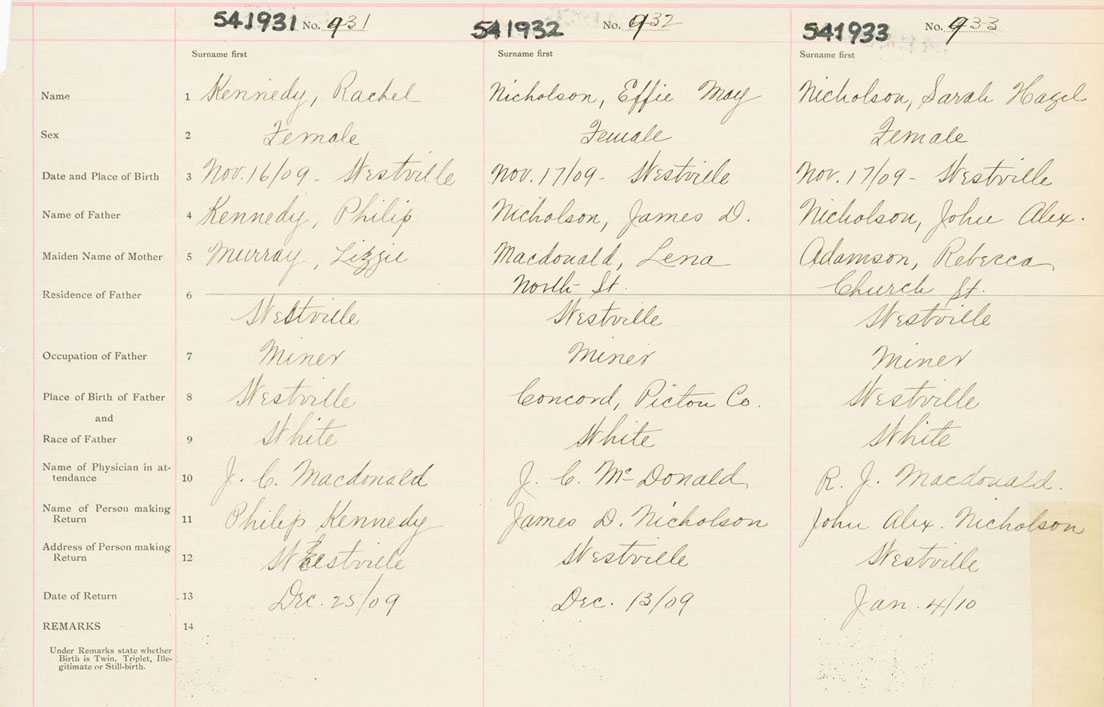 541931 No. 931 541932 No. 932 541933 No. 933
Surname first Surname first Surname first
Name 1 Kennedy, Rachel Nicholson, Effie May Nicholson, Sarah Hazel
Sex 2 Female Female Female
Date and Place of Birth 3 Nov. 16/09 - Westville Nov. 17/09 - Westville Nov. 17/09 - Westville
Name of Father 4 Kennedy, Philip Nicholson, James D. Nicholson, John Alex.
Maiden Name of Mother 5 Murray, Lizzie Macdonald, Lena Adamson, Rebecca
North St. Church St.
Residence of Father 6
Westville Westville Westville
Occupation of Father 7 Miner Miner Miner
Place of Birth of Father 8 Westville Concord, Pictou Co. Westville
and
Race of Father 9 White White White
Name of Physician in at-
tendance 10 J. C. Macdonald J. C. McDonald R. J. Macdonald.
Name of Person making
Return 11 Philip Kennedy James D. Nicholson John Alex. Nicholson
Address of Person making
Return 12 Westville Westville Westville
Date of Return 13 Dec. 25/09 Dec. 13/09 Jan. 4/10
REMARKS 14
Under Remarks state whether
Birth is Twin, Triplet, Ille-
gitimate or Still-birth.